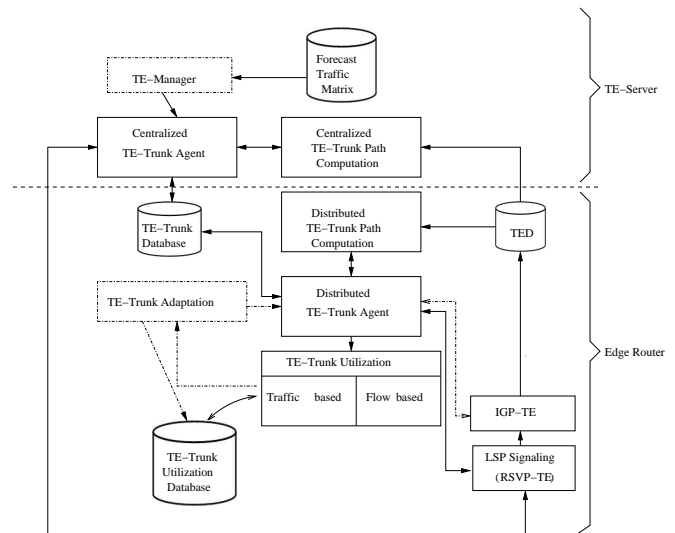 Forecast
Traffic
Matrix
TE−Manager
TE−Server
Centralized
TE−Trunk Agent
Centralized
TE−Trunk Path
Computation
TE−Trunk
Database
Distributed
TE−Trunk Path
Computation
TED
TE−Trunk Adaptation
Distributed
TE−Trunk Agent
Edge Router
TE−Trunk Utilization
Traffic based
Flow based
IGP−TE
TE−Trunk
Utilization
Database
LSP Signaling
(RSVP−TE)